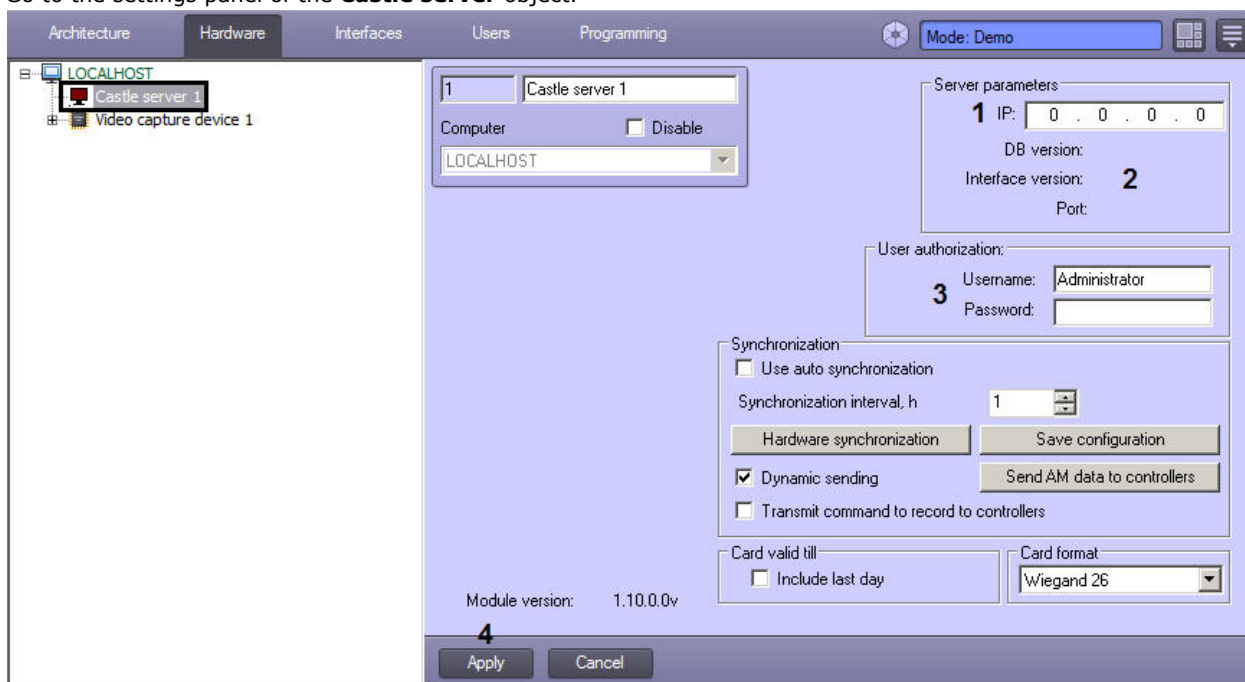 Go to the settings panel of the Castle server object.
Architecture Hardware Interfaces Users Programming Mode: Demo
LOCALHOST
Castle server 1
Video capture device 1
1 Castle server 1
Computer Disable
LOCALHOST
Server parameters
1 IP: 0 . 0 . 0 . 0
DB version:
Interface version: 2
Port:
User authorization:
Username: Administrator
3
Password:
Synchronization
Use auto synchronization
Synchronization interval, h 1
Hardware synchronization Save configuration
Dynamic sending Send AM data to controllers
Transmit command to record to controllers
Card valid till Card format
Include last day Wiegand 26
Module version: 1.10.0.0v
4
Apply Cancel